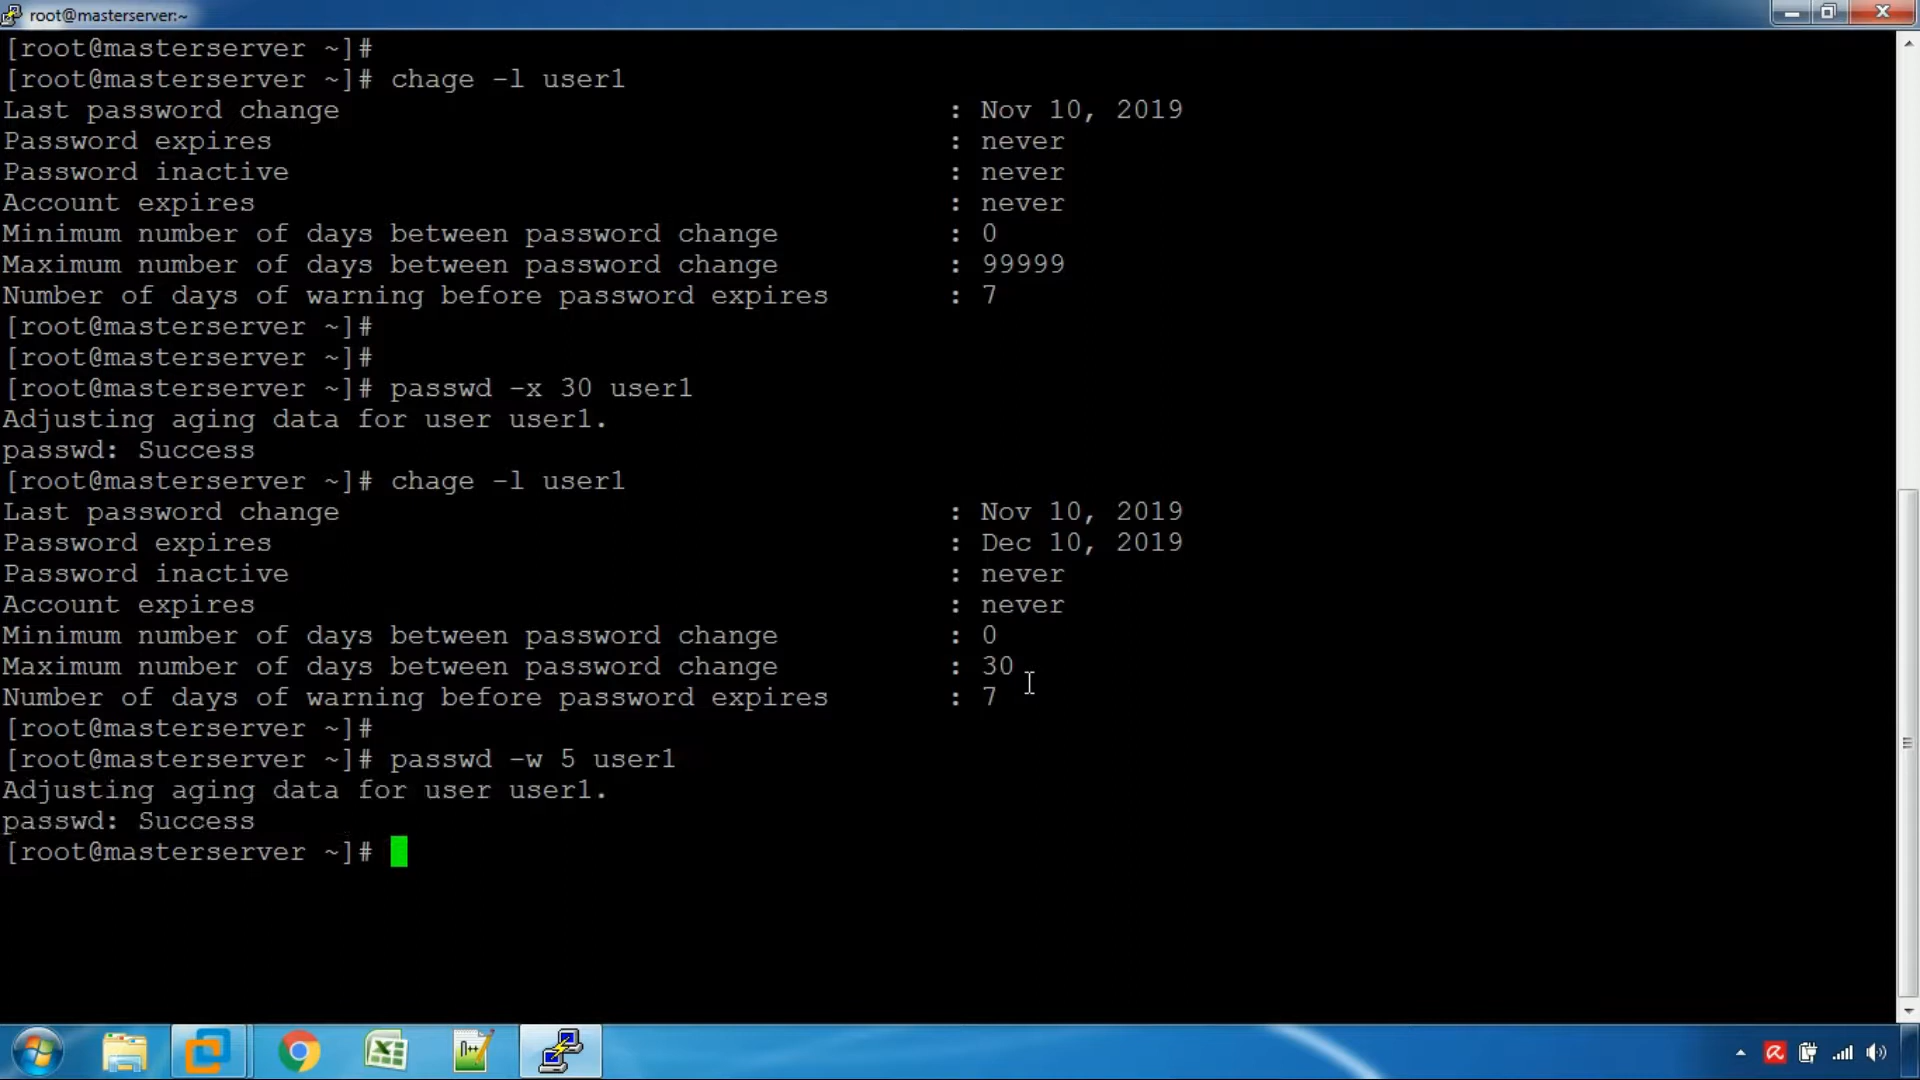 root@masterserver:~
[root@masterserver ~]#
[root@masterserver ~]# chage -l user1
Last password change : Nov 10, 2019
Password expires : never
Password inactive : never
Account expires : never
Minimum number of days between password change : 0
Maximum number of days between password change : 99999
Number of days of warning before password expires : 7
[root@masterserver ~]#
[root@masterserver ~]#
[root@masterserver ~]# passwd -x 30 user1
Adjusting aging data for user user1.
passwd: Success
[root@masterserver ~]# chage -l user1
Last password change : Nov 10, 2019
Password expires : Dec 10, 2019
Password inactive : never
Account expires : never
Minimum number of days between password change : 0
Maximum number of days between password change : 30
Number of days of warning before password expires : 7
[root@masterserver ~]#
[root@masterserver ~]# passwd -w 5 user1
Adjusting aging data for user user1.
passwd: Success
[root@masterserver ~]#